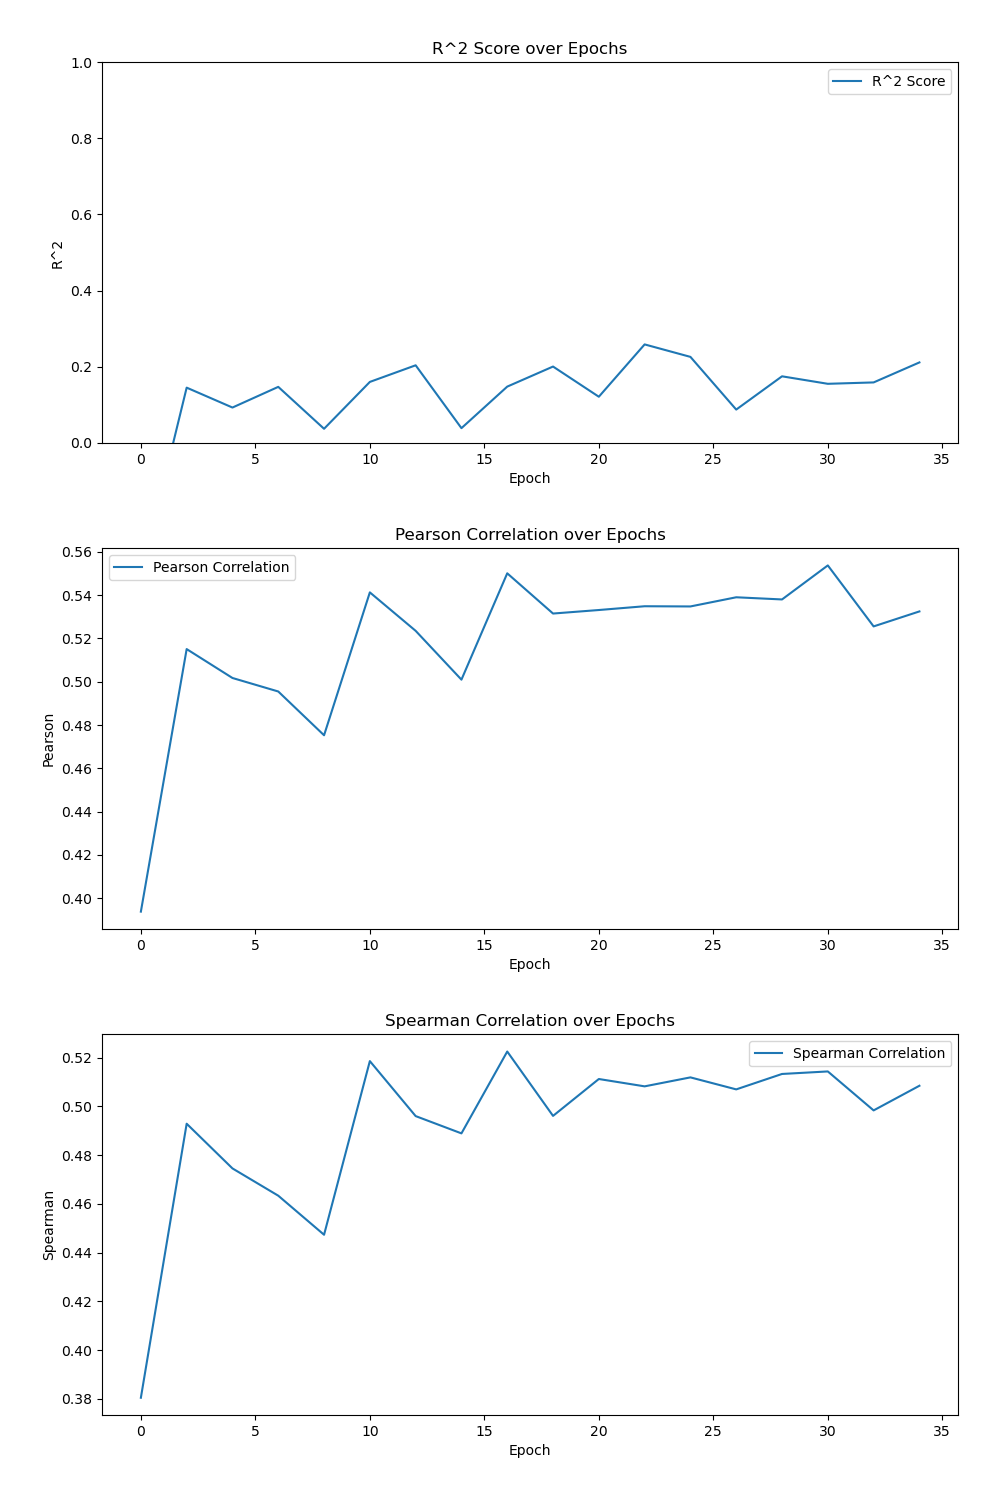 R^2 Score over Epochs
R^2 Score
R^2
1.0
0.8
0.6
0.4
0.2
0.0
0 5 10 15 20 25 30 35
Epoch
Pearson Correlation over Epochs
Pearson Correlation
Pearson
0.56
0.54
0.52
0.50
0.48
0.46
0.44
0.42
0.40
0 5 10 15 20 25 30 35
Epoch
Spearman Correlation over Epochs
Spearman Correlation
Spearman
0.52
0.50
0.48
0.46
0.44
0.42
0.40
0.38
0 5 10 15 20 25 30 35
Epoch